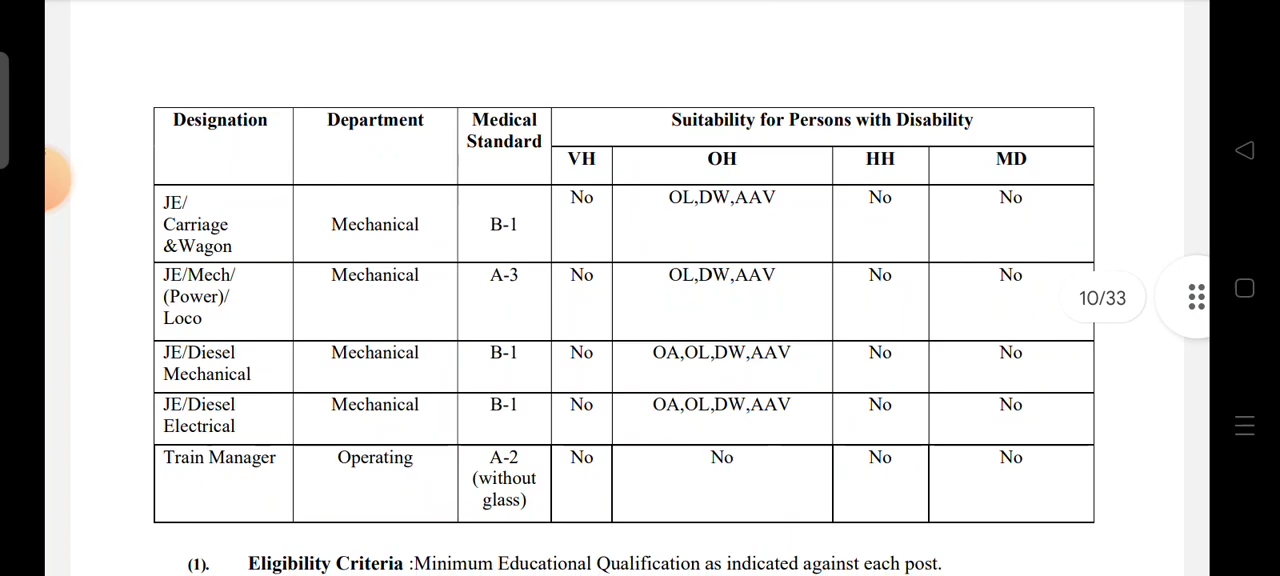 Designation Department Medical Standard Suitability for Persons with Disability
VH OH HH MD
JE/
Carriage
&Wagon
Mechanical B-1 No OL,DW,AAV No No
JE/Mech/
(Power)/
Loco
Mechanical A-3 No OL,DW,AAV No No
JE/Diesel
Mechanical
Mechanical B-1 No OA,OL,DW,AAV No No
JE/Diesel
Electrical
Mechanical B-1 No OA,OL,DW,AAV No No
Train Manager Operating A-2
(without
glass)
No No No No
10/33
(1). Eligibility Criteria :Minimum Educational Qualification as indicated against each post.